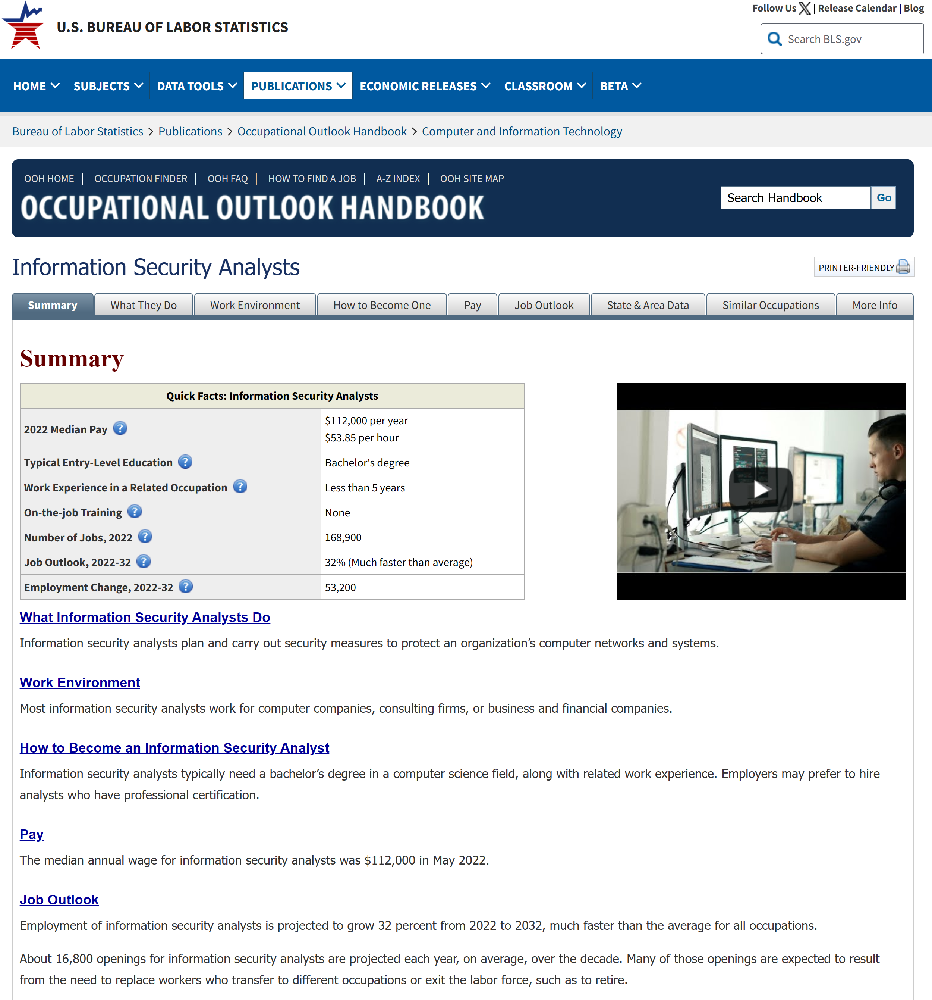 Follow Us X | Release Calendar | Blog
U.S. BUREAU OF LABOR STATISTICS
Search BLS.gov
HOME SUBJECTS DATA TOOLS PUBLICATIONS ECONOMIC RELEASES CLASSROOM BETA
Bureau of Labor Statistics > Publications > Occupational Outlook Handbook > Computer and Information Technology
OOH HOME | OCCUPATION FINDER | OOH FAQ | HOW TO FIND A JOB | A-Z INDEX | OOH SITE MAP
OCCUPATIONAL OUTLOOK HANDBOOK
Search Handbook Go
Information Security Analysts
PRINTER-FRIENDLY
Summary What They Do Work Environment How to Become One Pay Job Outlook State & Area Data Similar Occupations More Info
Summary
Quick Facts: Information Security Analysts
2022 Median Pay ? $112,000 per year
$53.85 per hour
Typical Entry-Level Education ? Bachelor's degree
Work Experience in a Related Occupation ? Less than 5 years
On-the-job Training ? None
Number of Jobs, 2022 ? 168,900
Job Outlook, 2022-32 ? 32% (Much faster than average)
Employment Change, 2022-32 ? 53,200
What Information Security Analysts Do
Information security analysts plan and carry out security measures to protect an organization’s computer networks and systems.
Work Environment
Most information security analysts work for computer companies, consulting firms, or business and financial companies.
How to Become an Information Security Analyst
Information security analysts typically need a bachelor’s degree in a computer science field, along with related work experience. Employers may prefer to hire
analysts who have professional certification.
Pay
The median annual wage for information security analysts was $112,000 in May 2022.
Job Outlook
Employment of information security analysts is projected to grow 32 percent from 2022 to 2032, much faster than the average for all occupations.
About 16,800 openings for information security analysts are projected each year, on average, over the decade. Many of those openings are expected to result
from the need to replace workers who transfer to different occupations or exit the labor force, such as to retire.